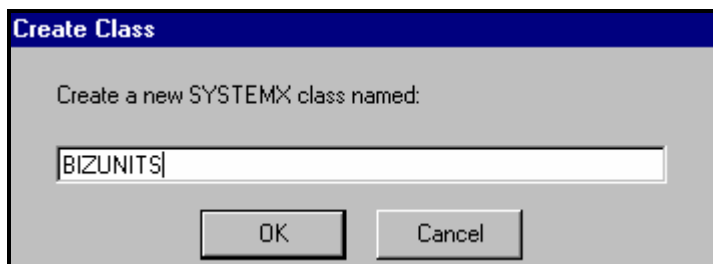 Create Class
Create a new SYSTEMX class named:
BIZUNITS
OK Cancel